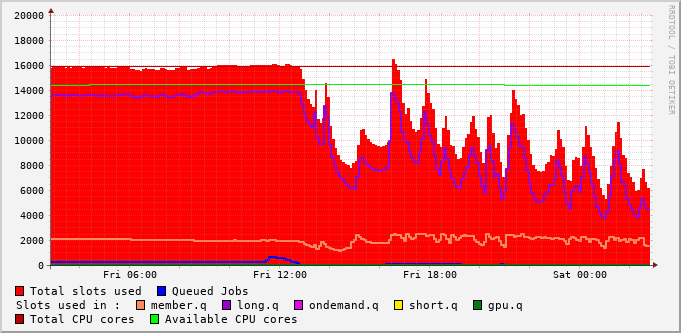 20000
18000
16000
14000
12000
10000
8000
6000
4000
2000
0
Fri 06:00 Fri 12:00 Fri 18:00 Sat 00:00
RRDTOOL / TOBI OETIKER
Total slots used Queued Jobs
Slots used in : member.q long.q ondemand.q short.q gpu.q
Total CPU cores Available CPU cores